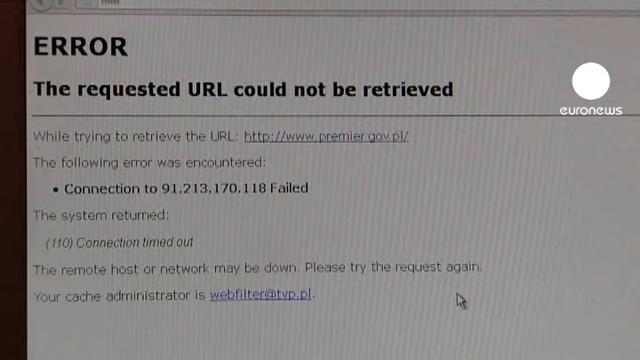 ERROR
The requested URL could not be retrieved
euronews
While trying to retrieve the URL: http://www.premier.gov.pl/
The following error was encountered:
• Connection to 91.213.170.118 Failed
The system returned:
(110) Connection timed out
The remote host or network may be down. Please try the request again.
Your cache administrator is webfilter@tvp.pl.